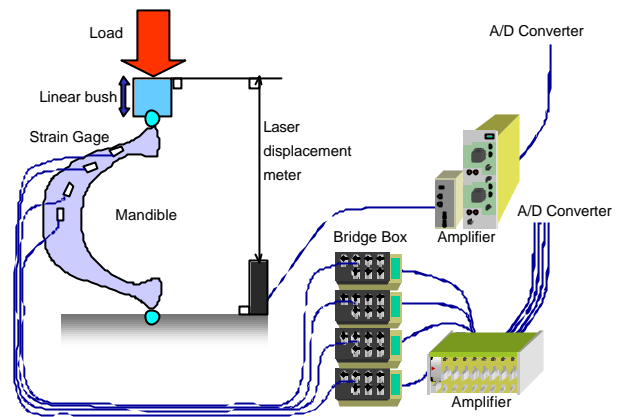 Load
A/D Converter
Linear bush
Strain Gage
Laser
displacement
meter
Mandible
A/D Converter
Bridge Box
Amplifier
Amplifier